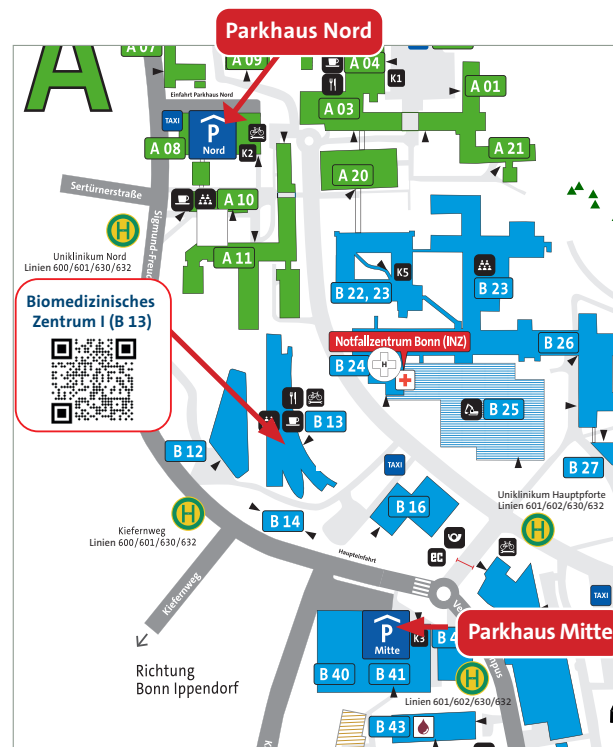 Parkhaus Nord
A
A 07
A 09
A 04
K1
A 01
Einfahrt Parkhaus Nord
A 03
TAXI
P
Nord
A 08
K2
A 21
A 20
Sertürnerstraße
A 10
H
Uniklinikum Nord
Linien 600/601/630/632
Sigmund-Freud
A 11
K5
B 22, 23
B 23
Biomedizinisches
Zentrum I (B 13)
Notfallzentrum Bonn (INZ)
B 24
H
B 26
B 25
B 13
B 12
TAXI
B 27
B 16
Uniklinikum Hauptpforte
Linien 601/602/630/632
H
H
Kiefernweg
Linien 600/601/630/632
B 14
Haupteinfahrt
ec
Kiefernweg
TAXI
P
Mitte
K3
B 4
Parkhaus Mitte
Richtung
Bonn Ippendorf
B 40
B 41
H
Linien 601/602/630/632
B 43